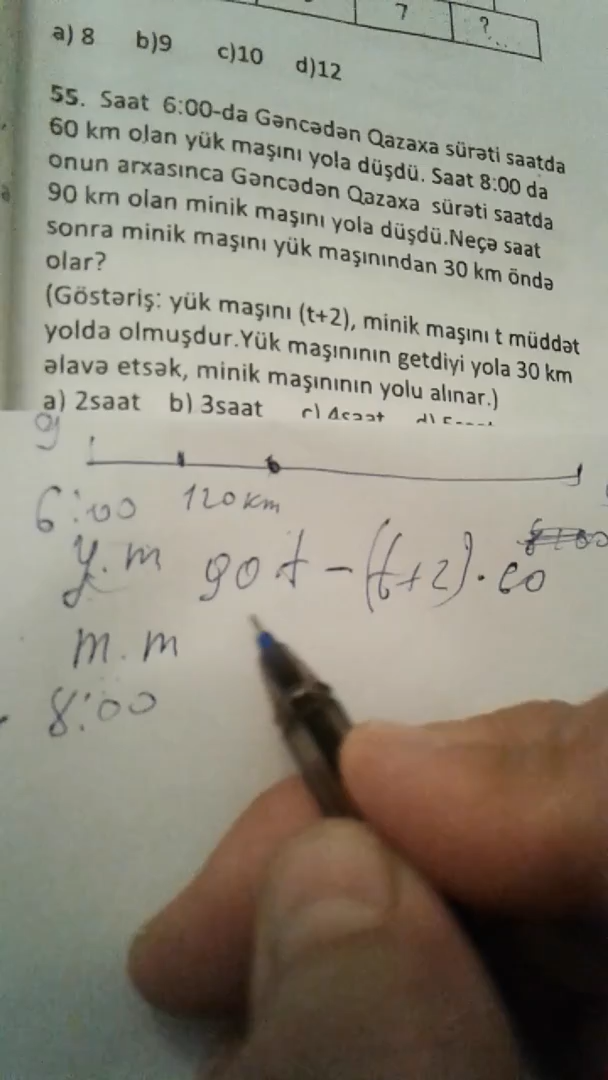 7 ?
a) 8 b)9 c)10 d)12
55. Saat 6:00-da Gəncədən Qazaxa sürəti saatda
60 km olan yük maşını yola düşdü. Saat 8:00 da
onun arxasınca Gəncədən Qazaxa sürəti saatda
90 km olan minik maşını yola düşdü.Neçə saat
sonra minik maşını yük maşınından 30 km öndə
olar?
(Göstəriş: yük maşını (t+2), minik maşını t müddət
yolda olmuşdur.Yük maşınının getdiyi yola 30 km
əlavə etsək, minik maşınının yolu alınar.)
a) 2saat b) 3saat c) 4saat
6:00 120 km
y.m 90 t - (t+2). 60
m.m
8:00